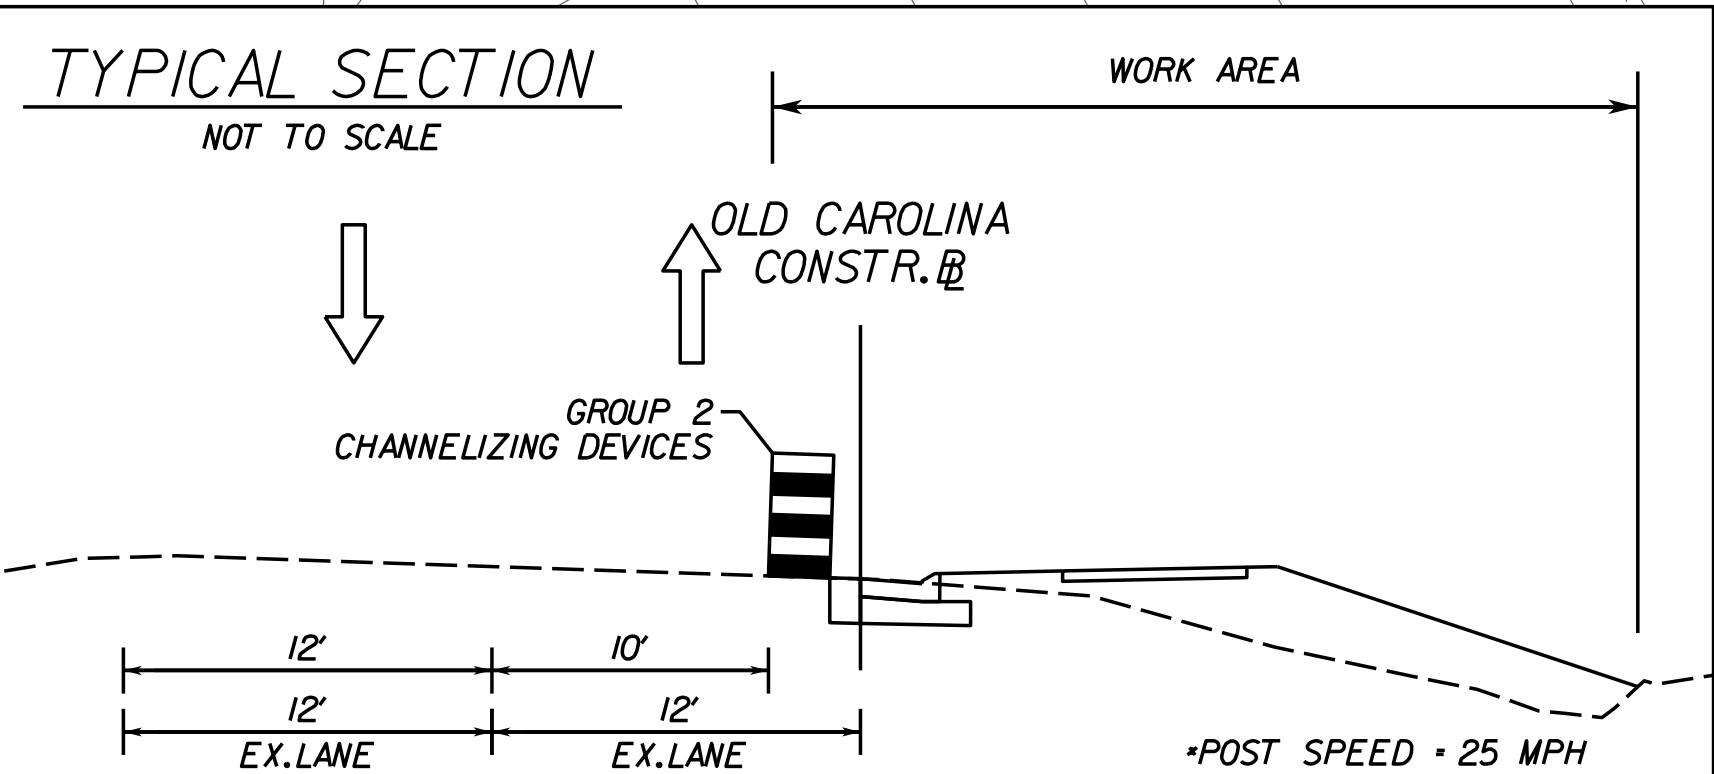 TYPICAL SECTION
NOT TO SCALE
WORK AREA
OLD CAROLINA
CONSTR. BL
GROUP 2
CHANNELIZING DEVICES
12' 10'
12' 12'
EX. LANE EX. LANE
*POST SPEED = 25 MPH